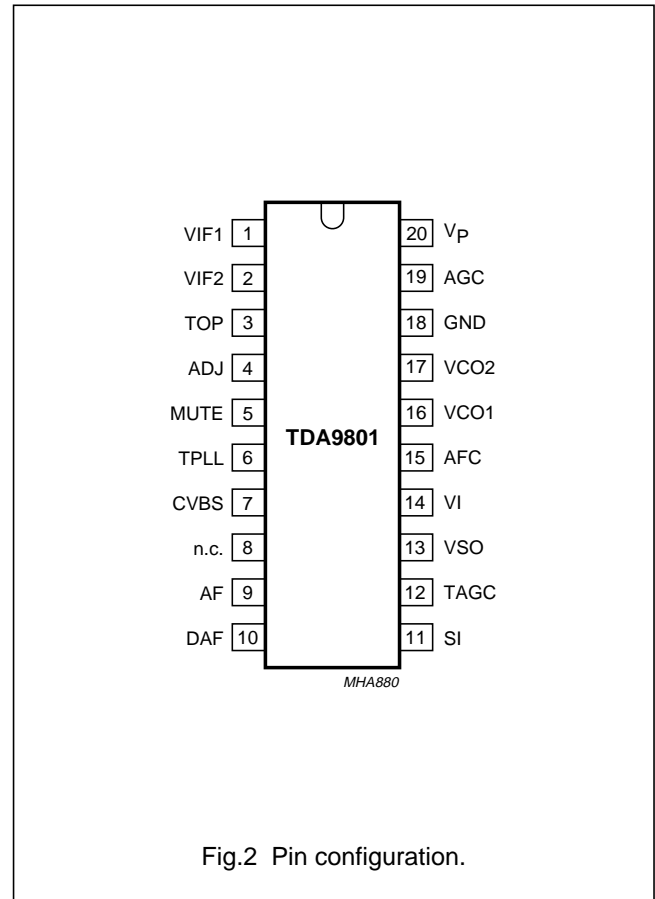 VIF1 1 20 VP
VIF2 2 19 AGC
TOP 3 18 GND
ADJ 4 17 VCO2
MUTE 5 16 VCO1
TDA9801
TPLL 6 15 AFC
CVBS 7 14 VI
n.c. 8 13 VSO
AF 9 12 TAGC
DAF 10 11 SI
MHA880
Fig.2 Pin configuration.